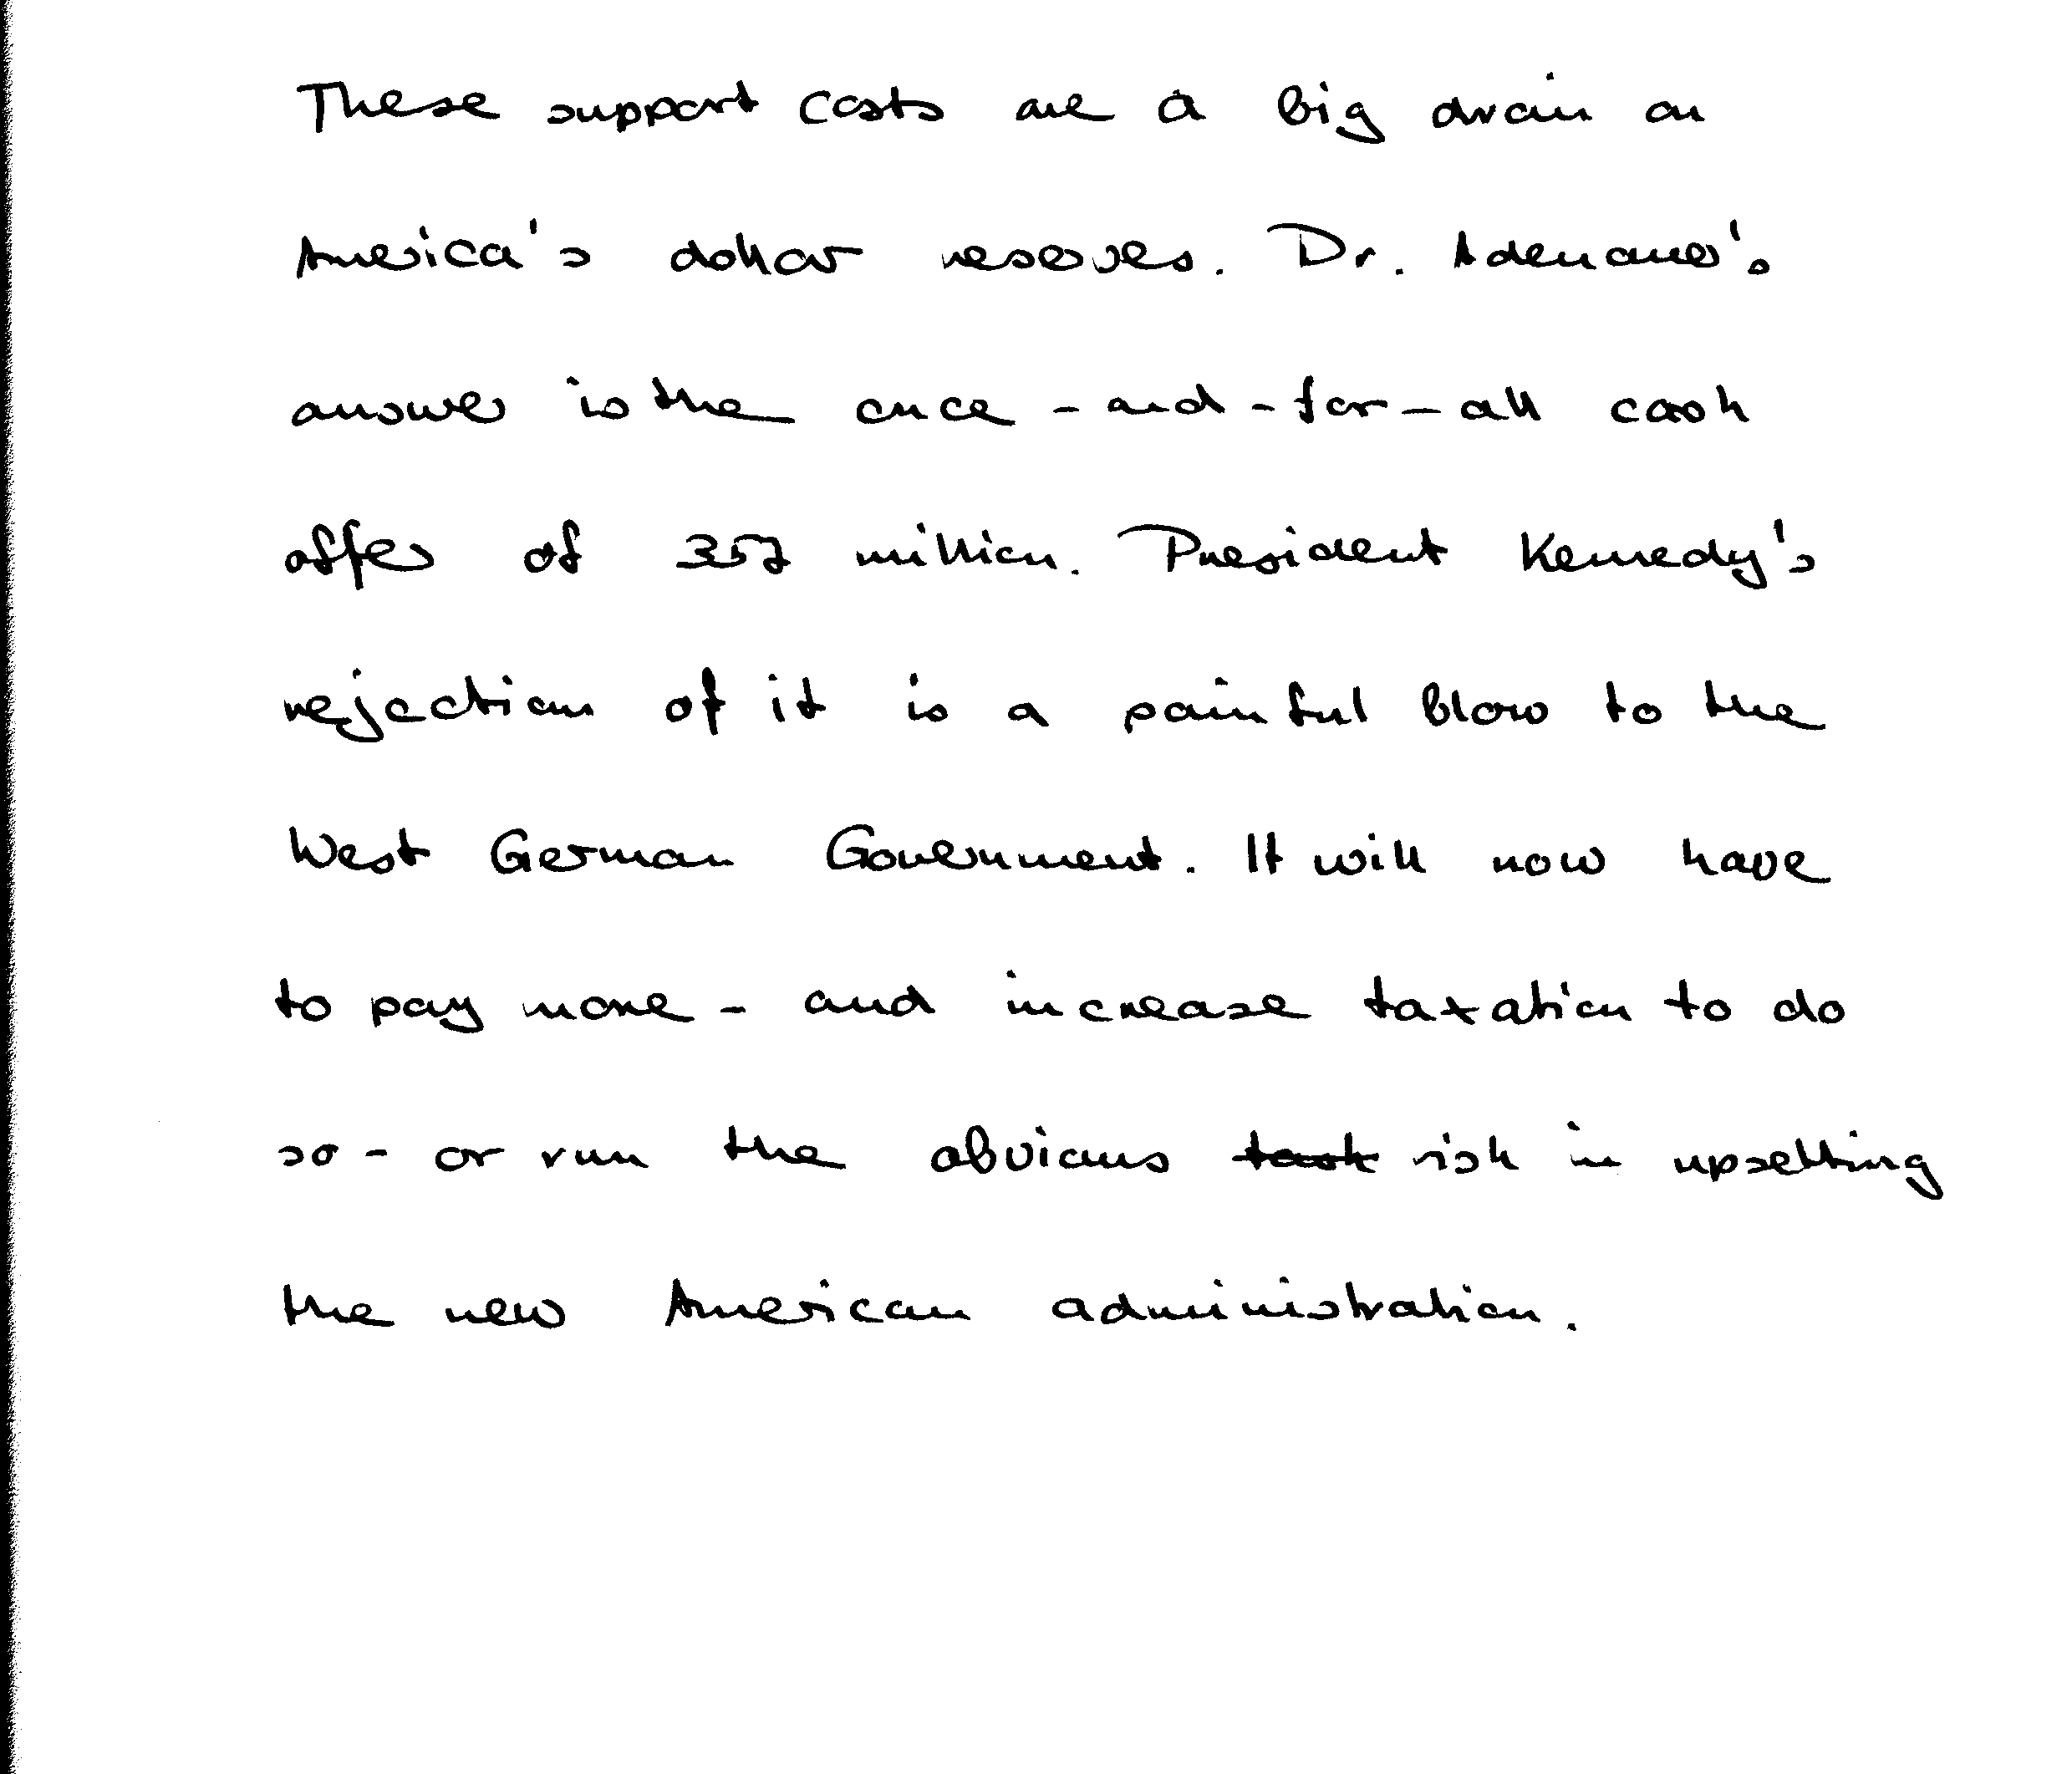 These support costs are a big drain on
America's dollar reserves. Dr. Adenauer's
answer is the once-and-for-all cash
offer of 357 million. President Kennedy's
rejection of it is a painful blow to the
West German Government. It will now have
to pay more - and increase taxation to do
so - or run the obvious task risk in upsetting
the new American administration.